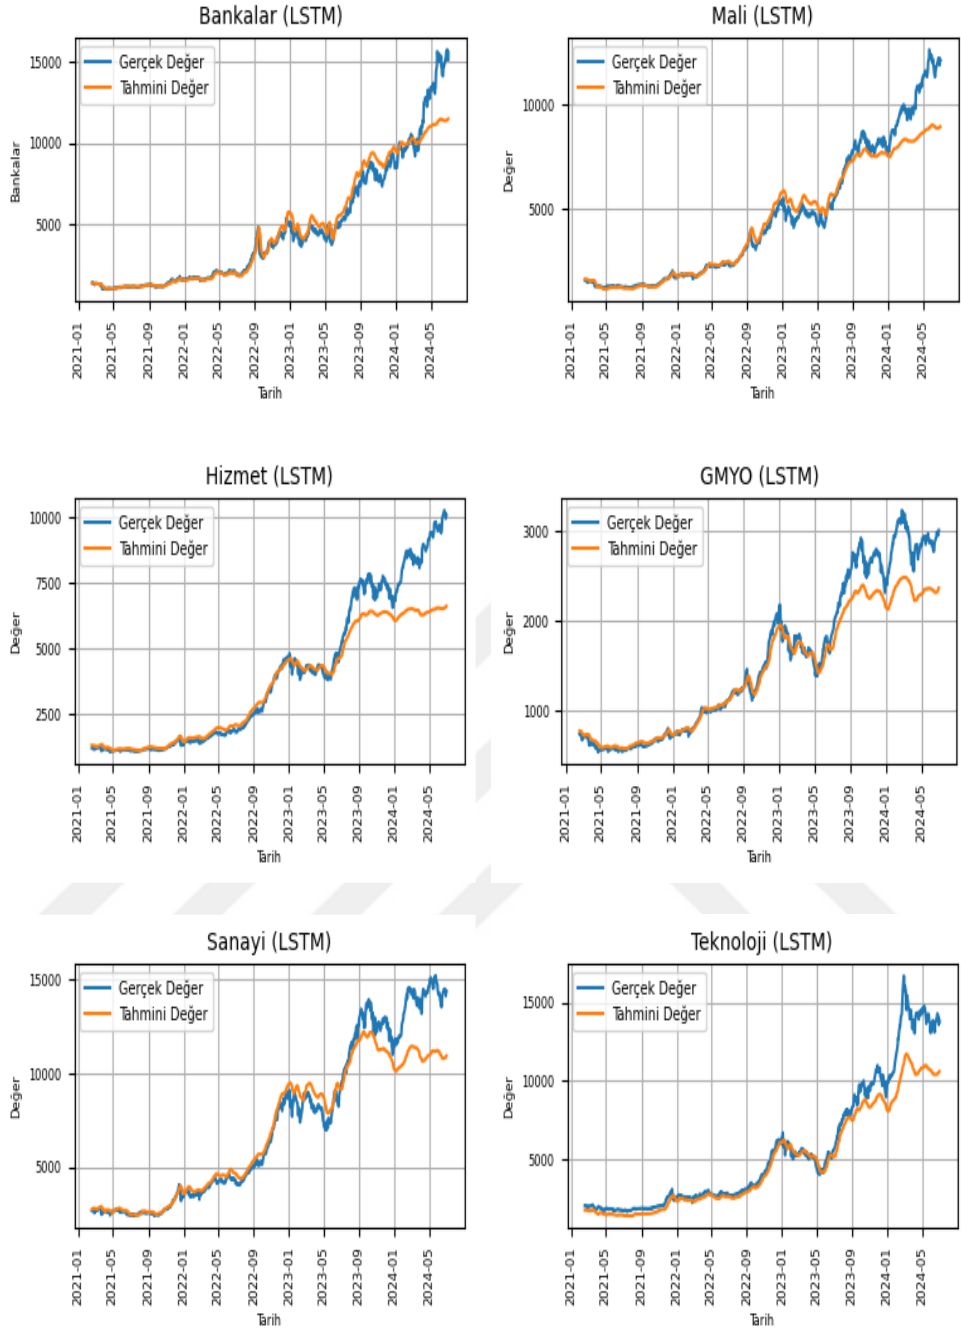 Bankalar (LSTM)
Gerçek Değer
Tahmini Değer
15000
10000
5000
Bankalar
2021-01
2021-05
2021-09
2022-01
2022-05
2022-09
2023-01
2023-05
2023-09
2024-01
2024-05
Tarih
Mali (LSTM)
Gerçek Değer
Tahmini Değer
10000
5000
Değer
2021-01
2021-05
2021-09
2022-01
2022-05
2022-09
2023-01
2023-05
2023-09
2024-01
2024-05
Tarih
Hizmet (LSTM)
Gerçek Değer
Tahmini Değer
10000
7500
5000
2500
Değer
2021-01
2021-05
2021-09
2022-01
2022-05
2022-09
2023-01
2023-05
2023-09
2024-01
2024-05
Tarih
GMYO (LSTM)
Gerçek Değer
Tahmini Değer
3000
2000
1000
Değer
2021-01
2021-05
2021-09
2022-01
2022-05
2022-09
2023-01
2023-05
2023-09
2024-01
2024-05
Tarih
Sanayi (LSTM)
Gerçek Değer
Tahmini Değer
15000
10000
5000
Değer
2021-01
2021-05
2021-09
2022-01
2022-05
2022-09
2023-01
2023-05
2023-09
2024-01
2024-05
Tarih
Teknoloji (LSTM)
Gerçek Değer
Tahmini Değer
15000
10000
5000
Değer
2021-01
2021-05
2021-09
2022-01
2022-05
2022-09
2023-01
2023-05
2023-09
2024-01
2024-05
Tarih